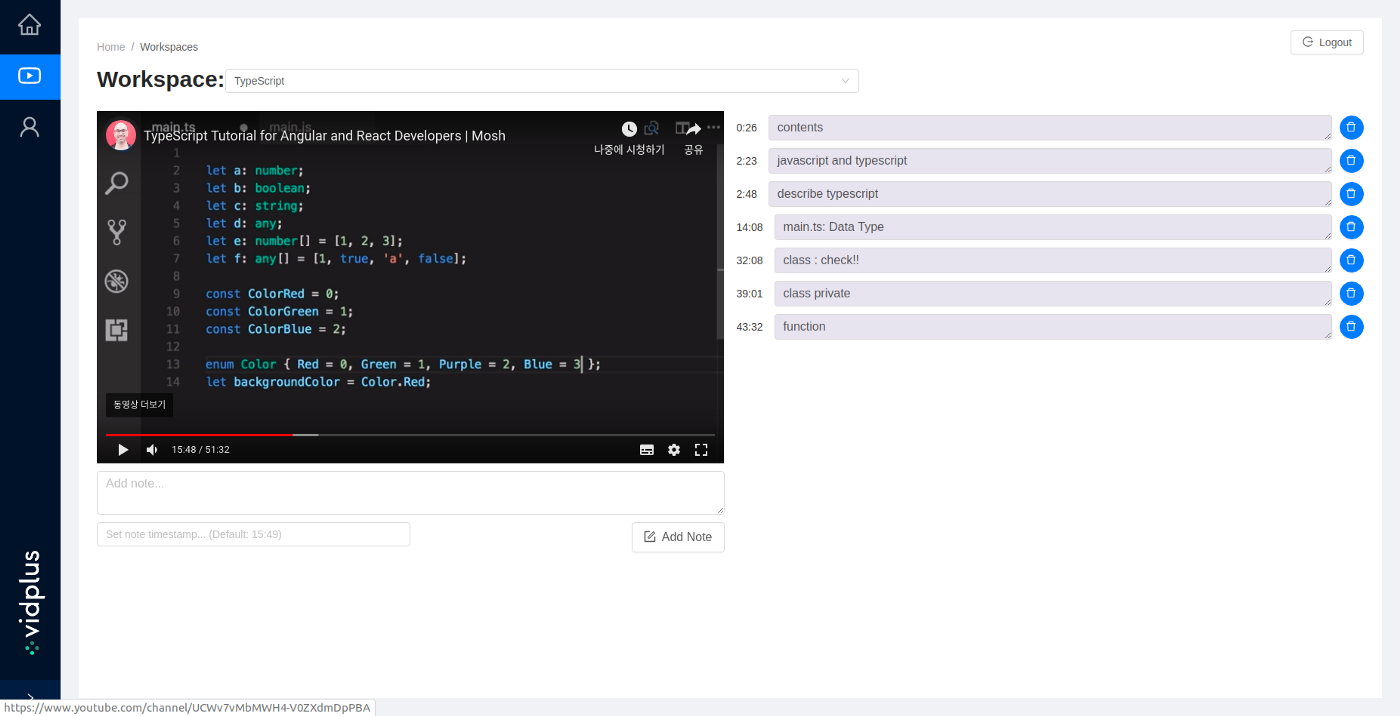 Home / Workspaces
Logout
Workspace:
TypeScript
main.ts
main.js
TypeScript Tutorial for Angular and React Developers | Mosh
나중에 시청하기
공유
1
2 let a: number;
3 let b: boolean;
4 let c: string;
5 let d: any;
6 let e: number[] = [1, 2, 3];
7 let f: any[] = [1, true, 'a', false];
8
9 const ColorRed = 0;
10 const ColorGreen = 1;
11 const ColorBlue = 2;
12
13 enum Color { Red = 0, Green = 1, Purple = 2, Blue = 3 };
14 let backgroundColor = Color.Red;
동영상 더보기
15:48 / 51:32
Add note...
Set note timestamp... (Default: 15:49)
Add Note
0:26 contents
2:23 javascript and typescript
2:48 describe typescript
14:08 main.ts: Data Type
32:08 class : check!!
39:01 class private
43:32 function
vidplus
https://www.youtube.com/channel/UCWv7vMbMWH4-V0ZXdmDpPBA